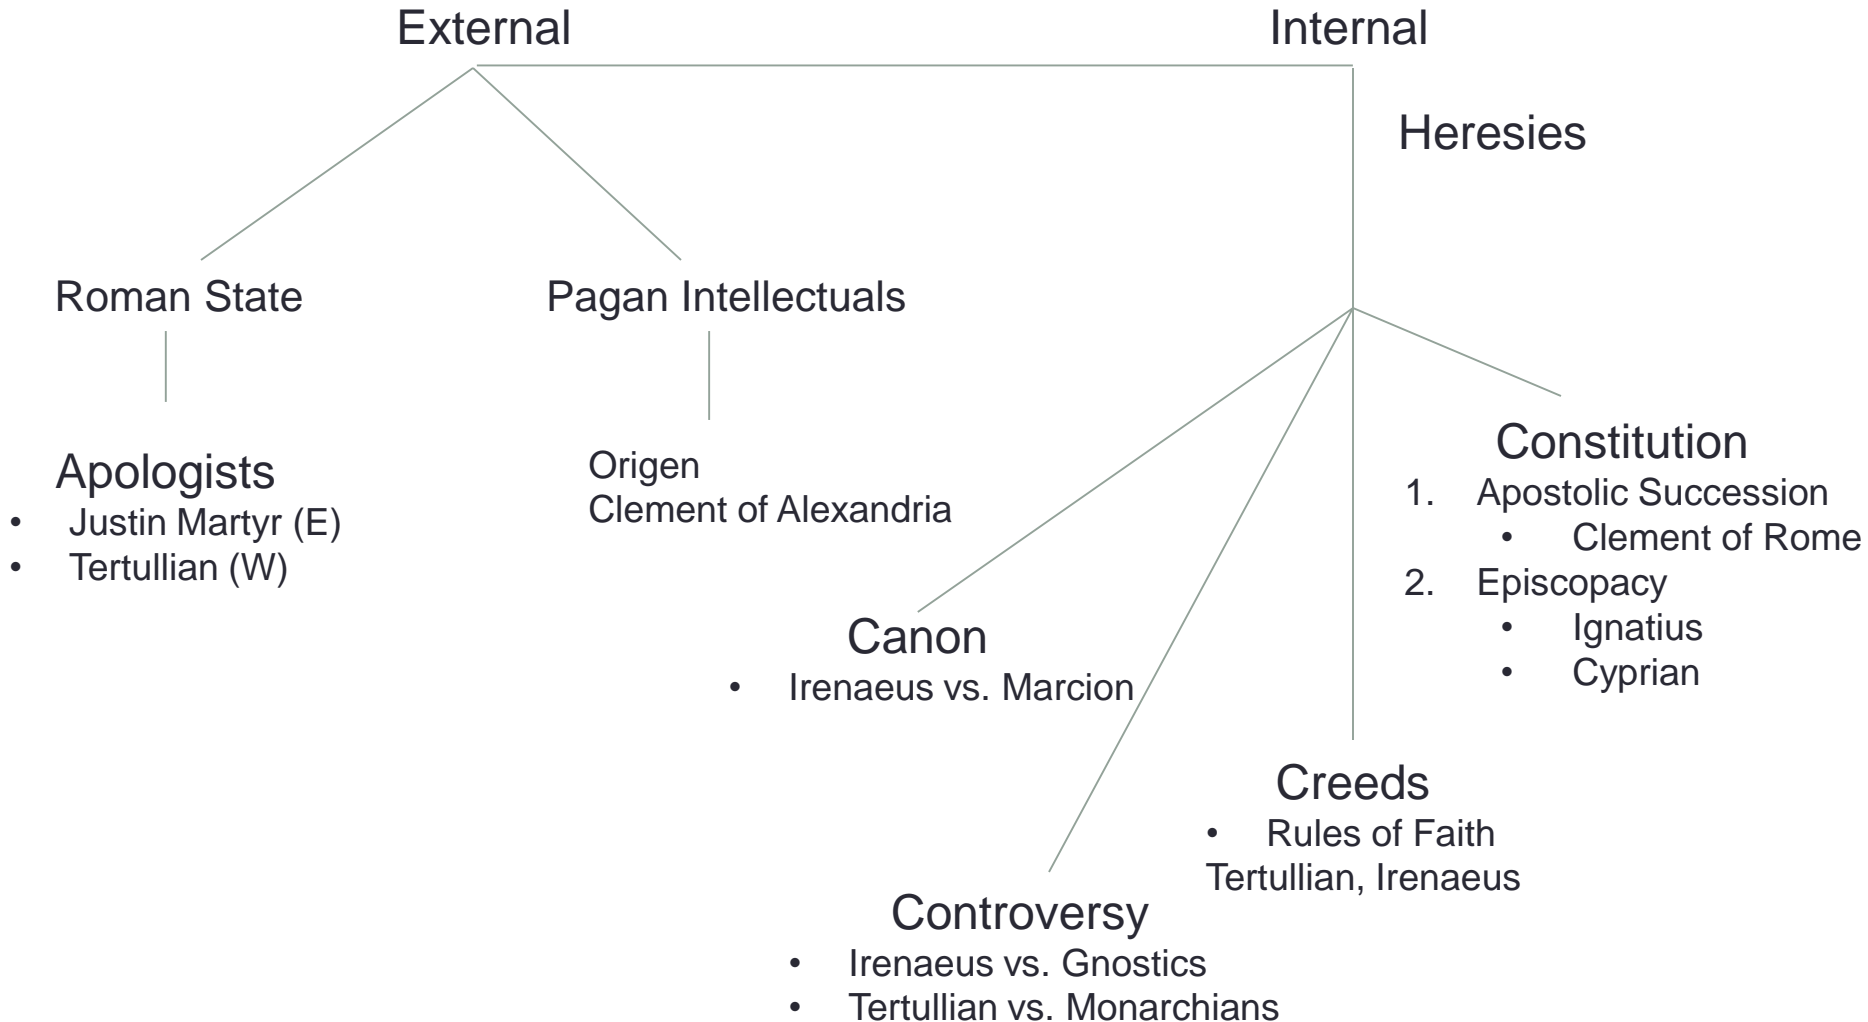 External
Internal
Heresies
Roman State
Pagan Intellectuals
Apologists
• Justin Martyr (E)
• Tertullian (W)
Origen
Clement of Alexandria
Canon
• Irenaeus vs. Marcion
Controversy
• Irenaeus vs. Gnostics
• Tertullian vs. Monarchians
Creeds
• Rules of Faith
Tertullian, Irenaeus
Constitution
1. Apostolic Succession
• Clement of Rome
2. Episcopacy
• Ignatius
• Cyprian